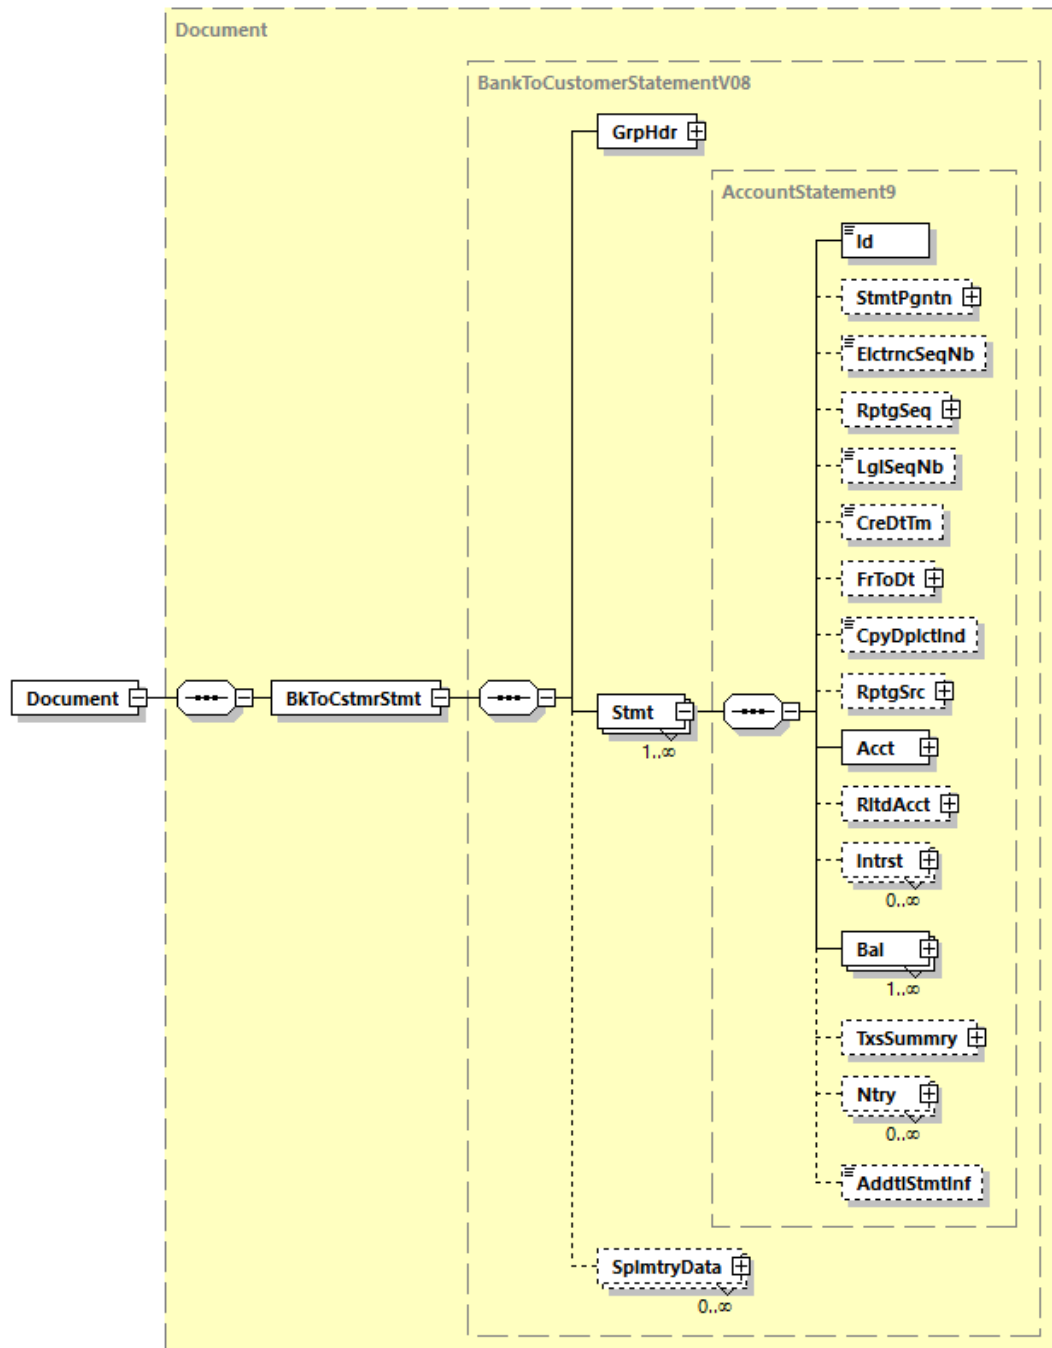 Document
BankToCustomerStatementV08
GrpHdr
AccountStatement9
Id
StmtPgntn
ElctrncSeqNb
RptgSeq
LglSeqNb
CreDtTm
FrToDt
CpyDplctInd
RptgSrc
Document
BkToCstmrStmt
Stmt
1..∞
Acct
RltdAcct
Intrst
0..∞
Bal
1..∞
TxsSummry
Ntry
0..∞
AddtlStmtInf
SplmtryData
0..∞